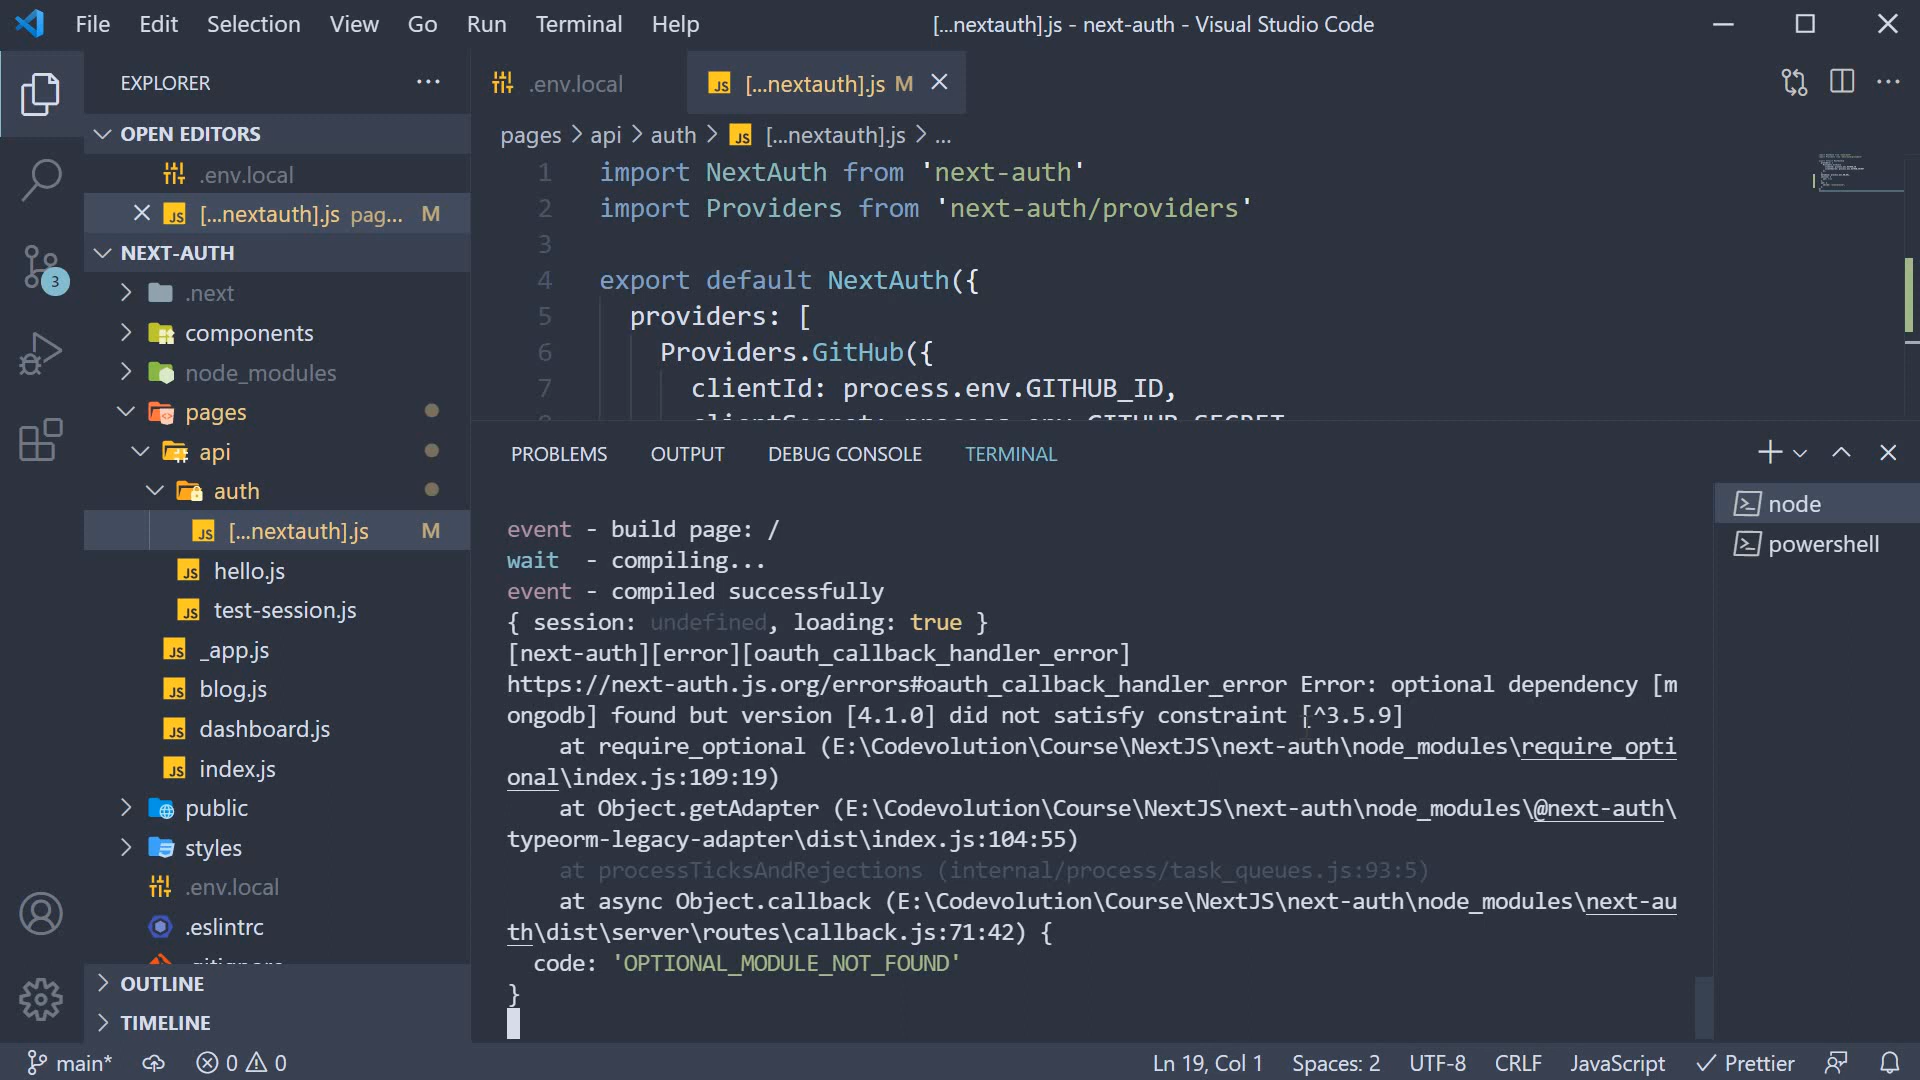 File Edit Selection View Go Run Terminal Help
[...nextauth].js - next-auth - Visual Studio Code
EXPLORER
OPEN EDITORS
.env.local
[...nextauth].js pag... M
NEXT-AUTH
.next
components
node_modules
pages
api
auth
[...nextauth].js M
hello.js
test-session.js
_app.js
blog.js
dashboard.js
index.js
public
styles
.env.local
.eslintrc
OUTLINE
TIMELINE
3
.env.local
[...nextauth].js M
pages > api > auth > [...nextauth].js > ...
1 import NextAuth from 'next-auth'
2 import Providers from 'next-auth/providers'
3
4 export default NextAuth({
5 providers: [
6 Providers.GitHub({
7 clientId: process.env.GITHUB_ID,
PROBLEMS OUTPUT DEBUG CONSOLE TERMINAL
event - build page: /
wait - compiling...
event - compiled successfully
{ session: undefined, loading: true }
[next-auth][error][oauth_callback_handler_error]
https://next-auth.js.org/errors#oauth_callback_handler_error Error: optional dependency [m
ongodb] found but version [4.1.0] did not satisfy constraint [^3.5.9]
at require_optional (E:\Codevolution\Course\NextJS\next-auth\node_modules\require_opti
onal\index.js:109:19)
at Object.getAdapter (E:\Codevolution\Course\NextJS\next-auth\node_modules\@next-auth\
typeorm-legacy-adapter\dist\index.js:104:55)
at processTicksAndRejections (internal/process/task_queues.js:93:5)
at async Object.callback (E:\Codevolution\Course\NextJS\next-auth\node_modules\next-au
th\dist\server\routes\callback.js:71:42) {
code: 'OPTIONAL_MODULE_NOT_FOUND'
}
node
powershell
main* 0 0
Ln 19, Col 1 Spaces: 2 UTF-8 CRLF JavaScript Prettier